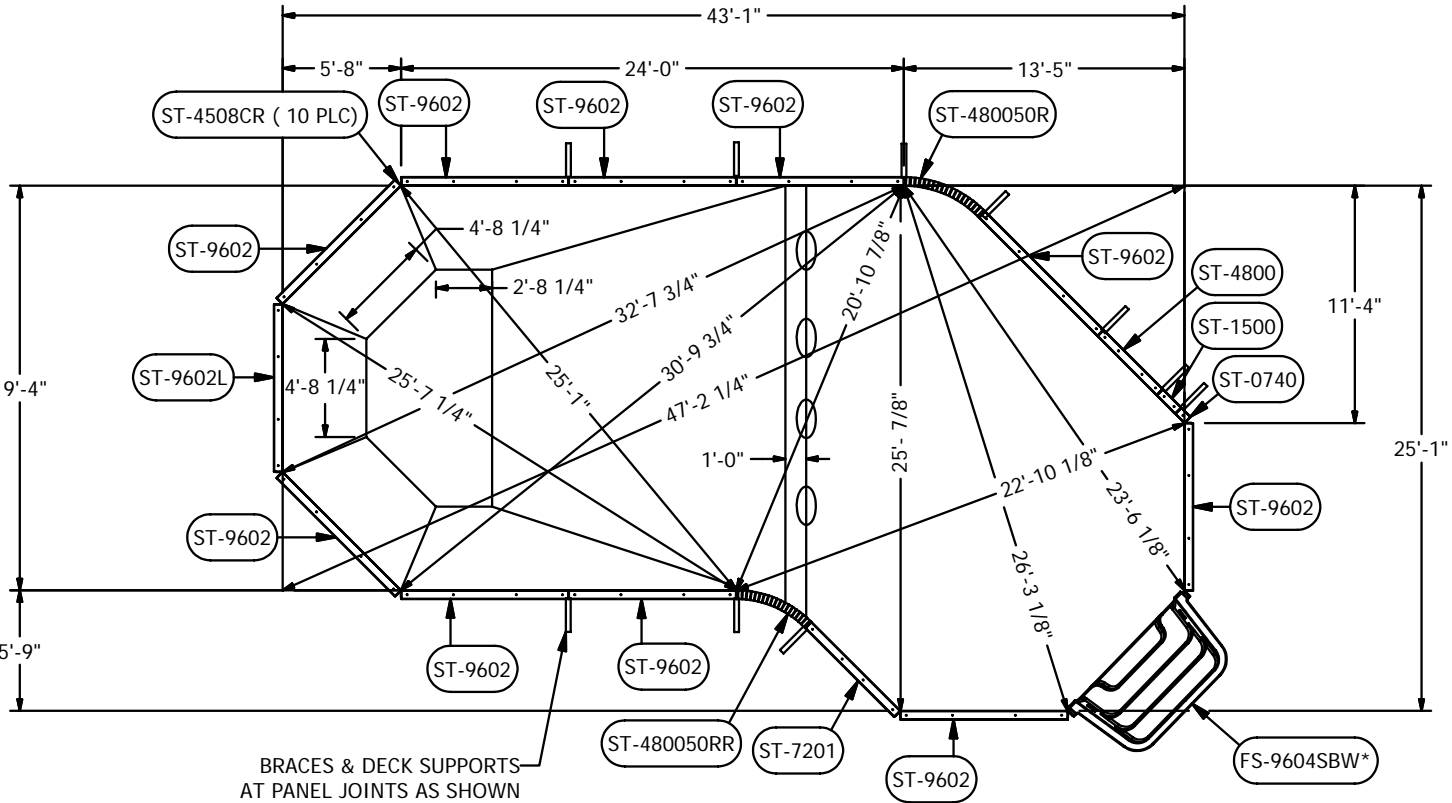 43'-1"
5'-8"
24'-0"
13'-5"
ST-4508CR ( 10 PLC)
ST-9602
ST-9602
ST-9602
ST-480050R
4'-8 1/4"
ST-9602
ST-9602
2'-8 1/4"
ST-4800
20'-10 7/8"
32'-7 3/4"
11'-4"
ST-1500
30'-9 3/4"
ST-0740
ST-9602L
9'-4"
4'-8 1/4"
25'-7 1/4"
25'-1"
47'-2 1/4"
25'-1"
1'-0"
25'- 7/8"
22'-10 1/8"
23'-6 1/8"
ST-9602
ST-9602
26'-3 1/8"
5'-9"
ST-9602
ST-9602
ST-480050RR
ST-7201
ST-9602
FS-9604SBW*
BRACES & DECK SUPPORTS
AT PANEL JOINTS AS SHOWN